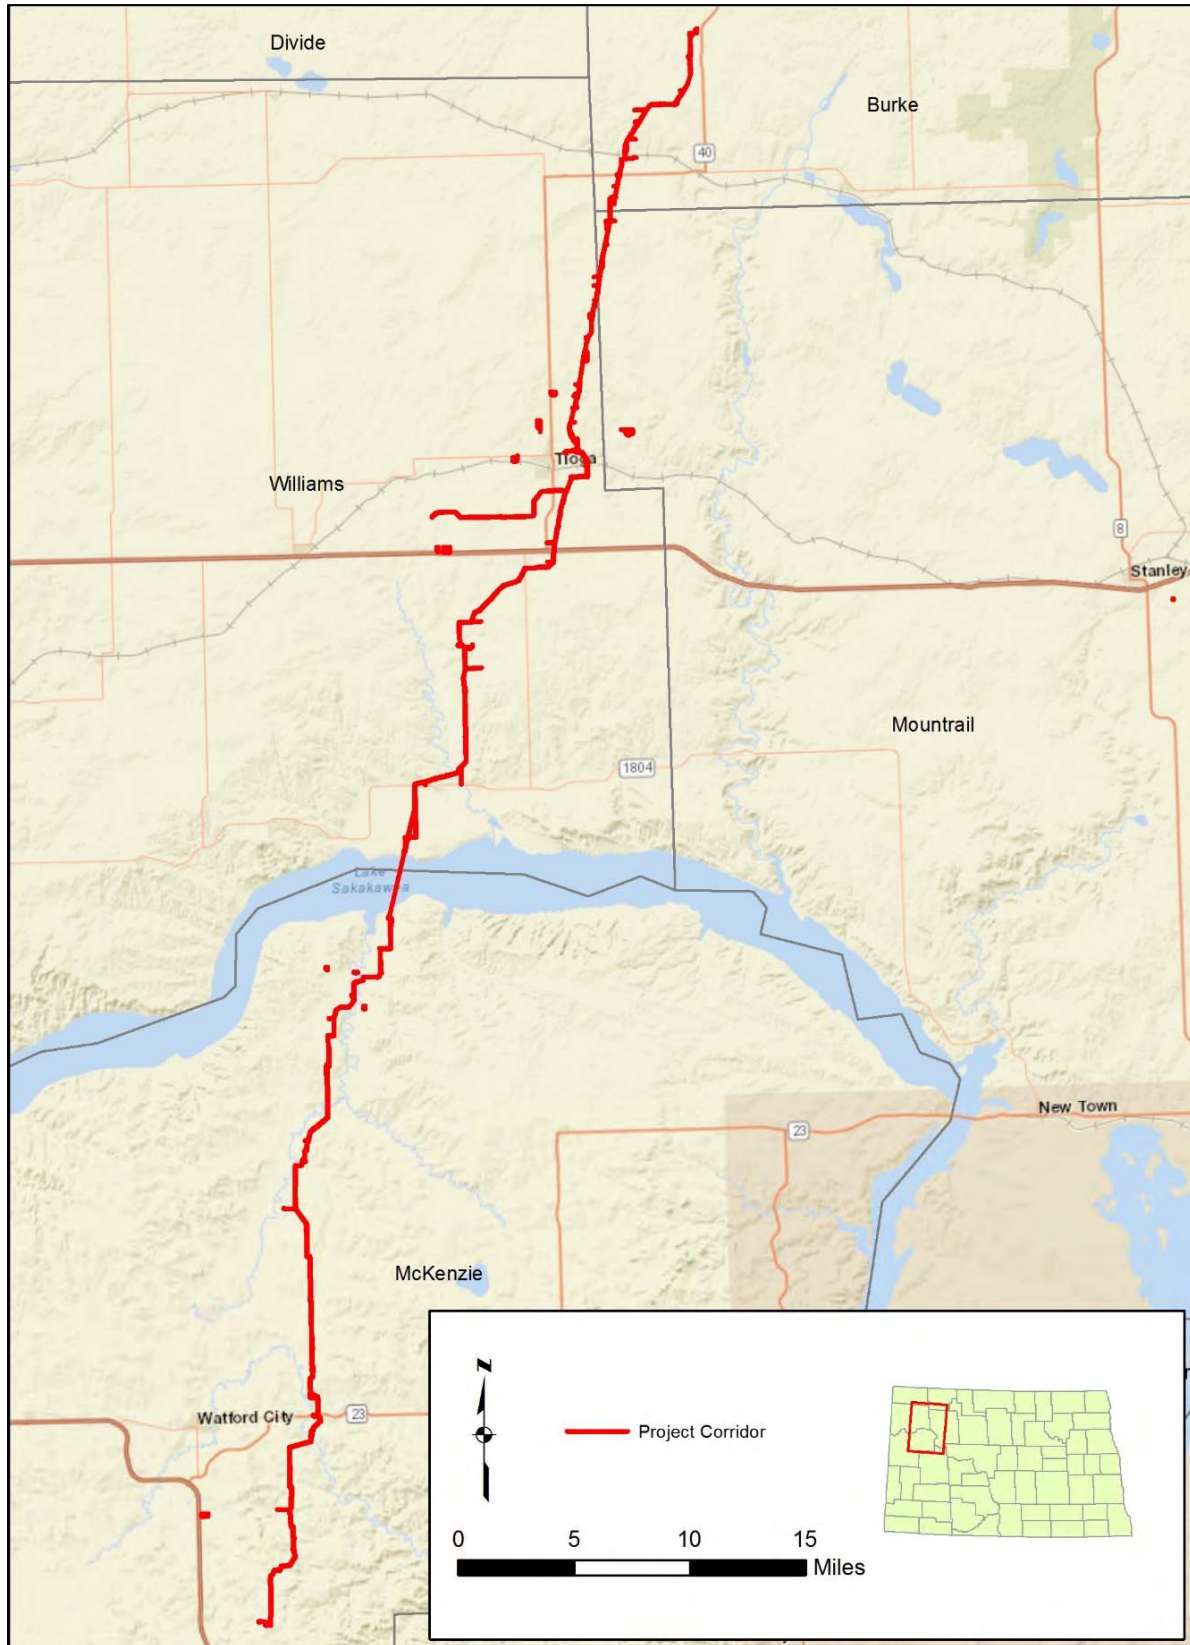 Divide
Burke
40
Tioga
Williams
8
Stanley
Mountrail
1804
Lake
Sakakawea
New Town
23
McKenzie
Watford City
23
N
Project Corridor
0 5 10 15
Miles